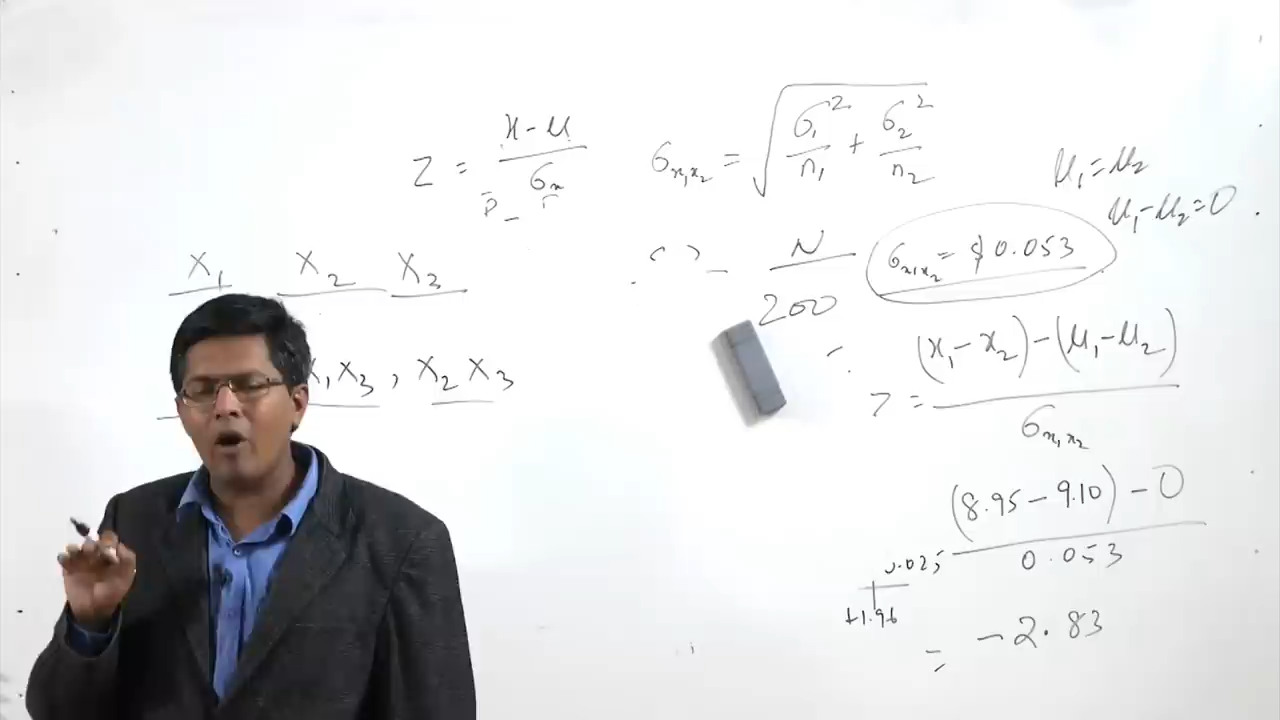 Z = x - μ / σx
σx₁x₂ = √(σ₁² / n₁ + σ₂² / n₂)
μ₁ = μ₂
μ₁ - μ₂ = 0
X₁ X₂ X₃
N / 200
σx₁x₂ = $0.053
X₁X₃ , X₂X₃
z = (x₁ - x₂) - (μ₁ - μ₂) / σx₁x₂
(8.95 - 9.10) - 0 / 0.053
0.025
±1.96
= -2.83